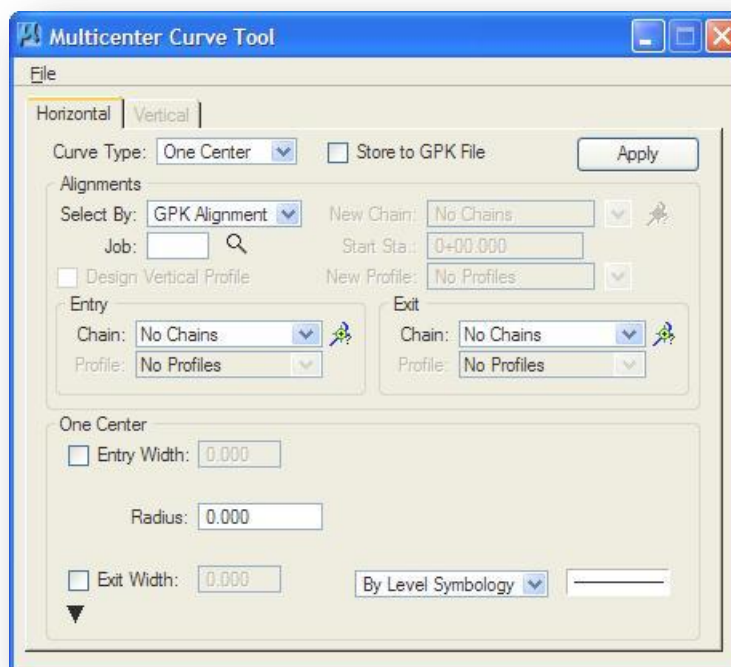 Multicenter Curve Tool
File
Horizontal Vertical
Curve Type: One Center Store to GPK File Apply
Alignments
Select By: GPK Alignment New Chain: No Chains
Job: Start Sta.: 0+00.000
Design Vertical Profile New Profile: No Profiles
Entry Exit
Chain: No Chains Chain: No Chains
Profile: No Profiles Profile: No Profiles
One Center
Entry Width: 0.000
Radius: 0.000
Exit Width: 0.000 By Level Symbology